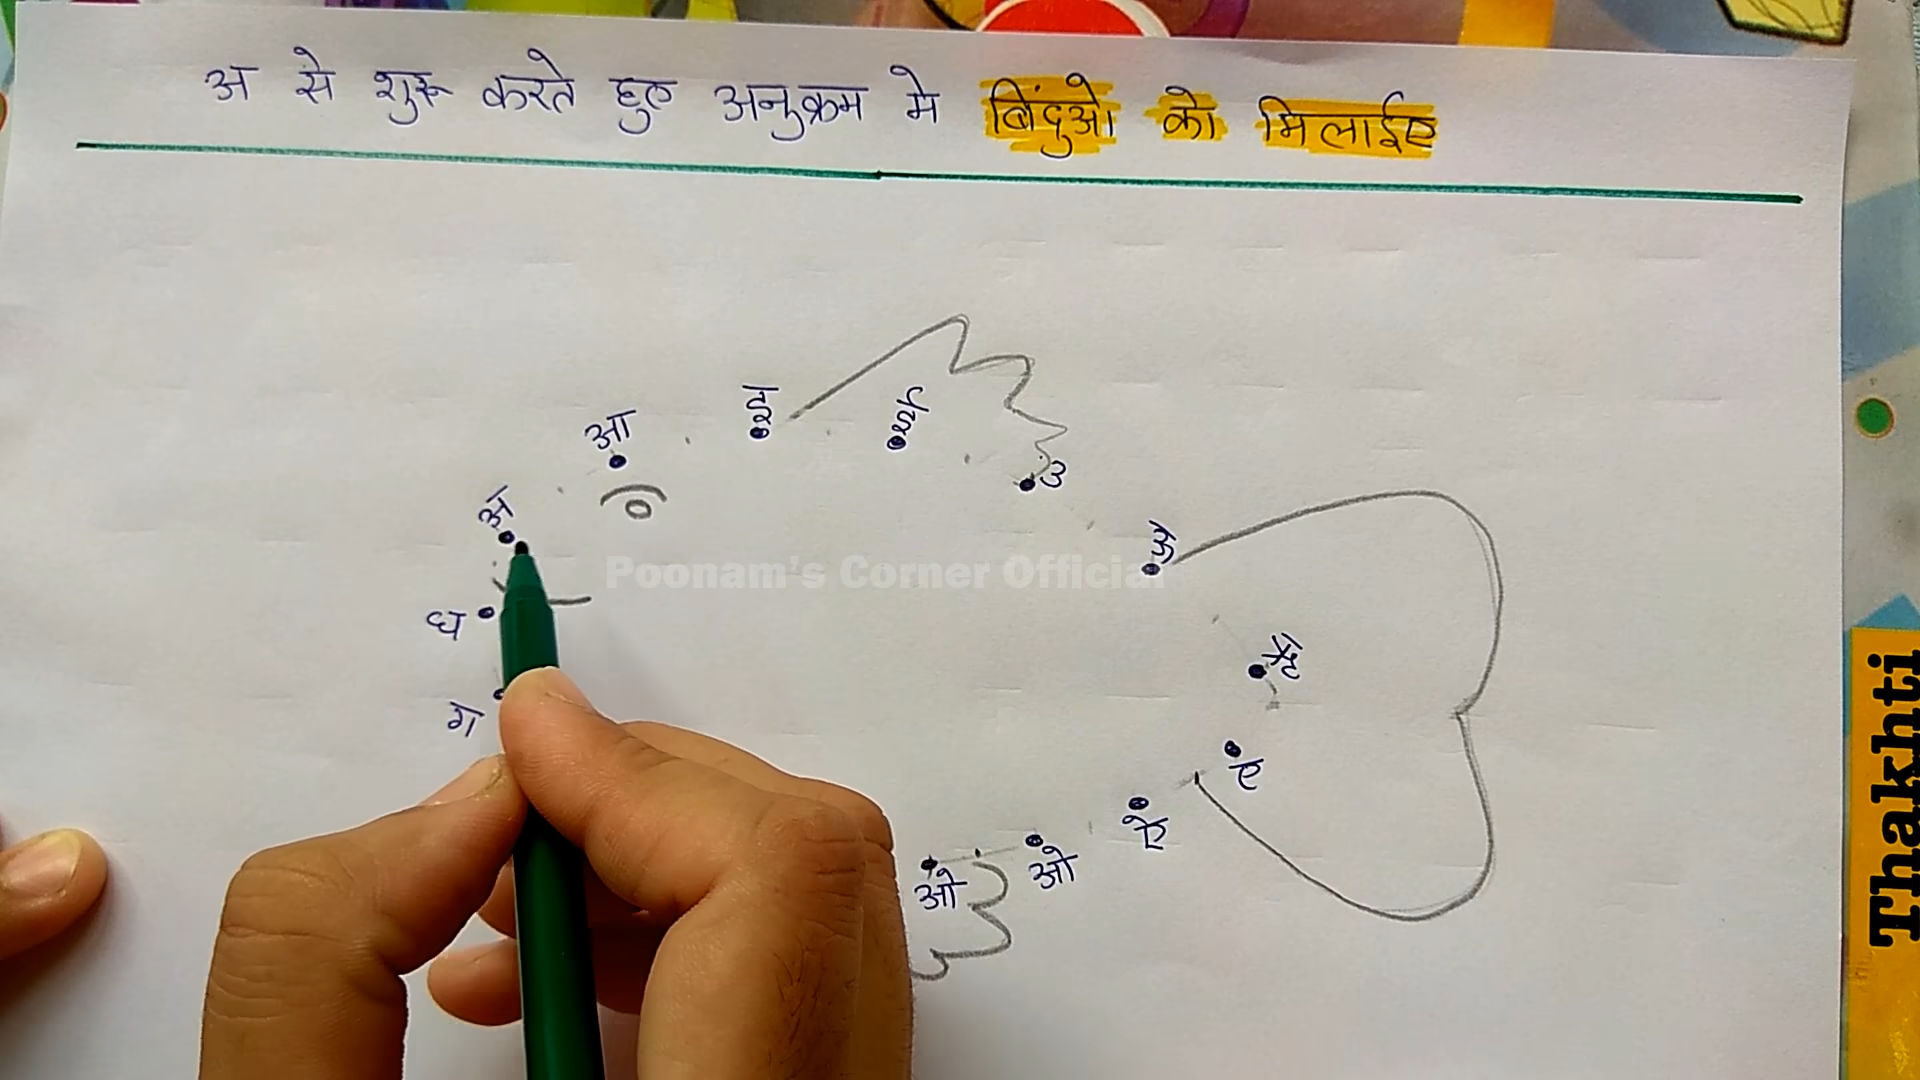 अ से शुरू करते हुए अनुक्रम मे बिंदुओ को मिलाईए
इ
ई
आ
उ
अ
ऊ
Poonam's Corner Official
घ
ऋ
ग
ए
ऐ
ओ
औ
Thakhti